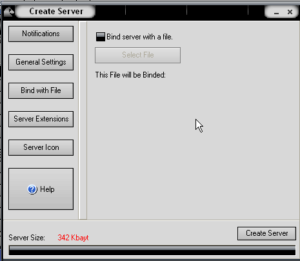 Create Server
Notifications
Bind server with a file.
Select File
General Settings
This File will be Binded:
Bind with File
Server Extensions
Server Icon
Help
Server Size: 342 Kbayt
Create Server